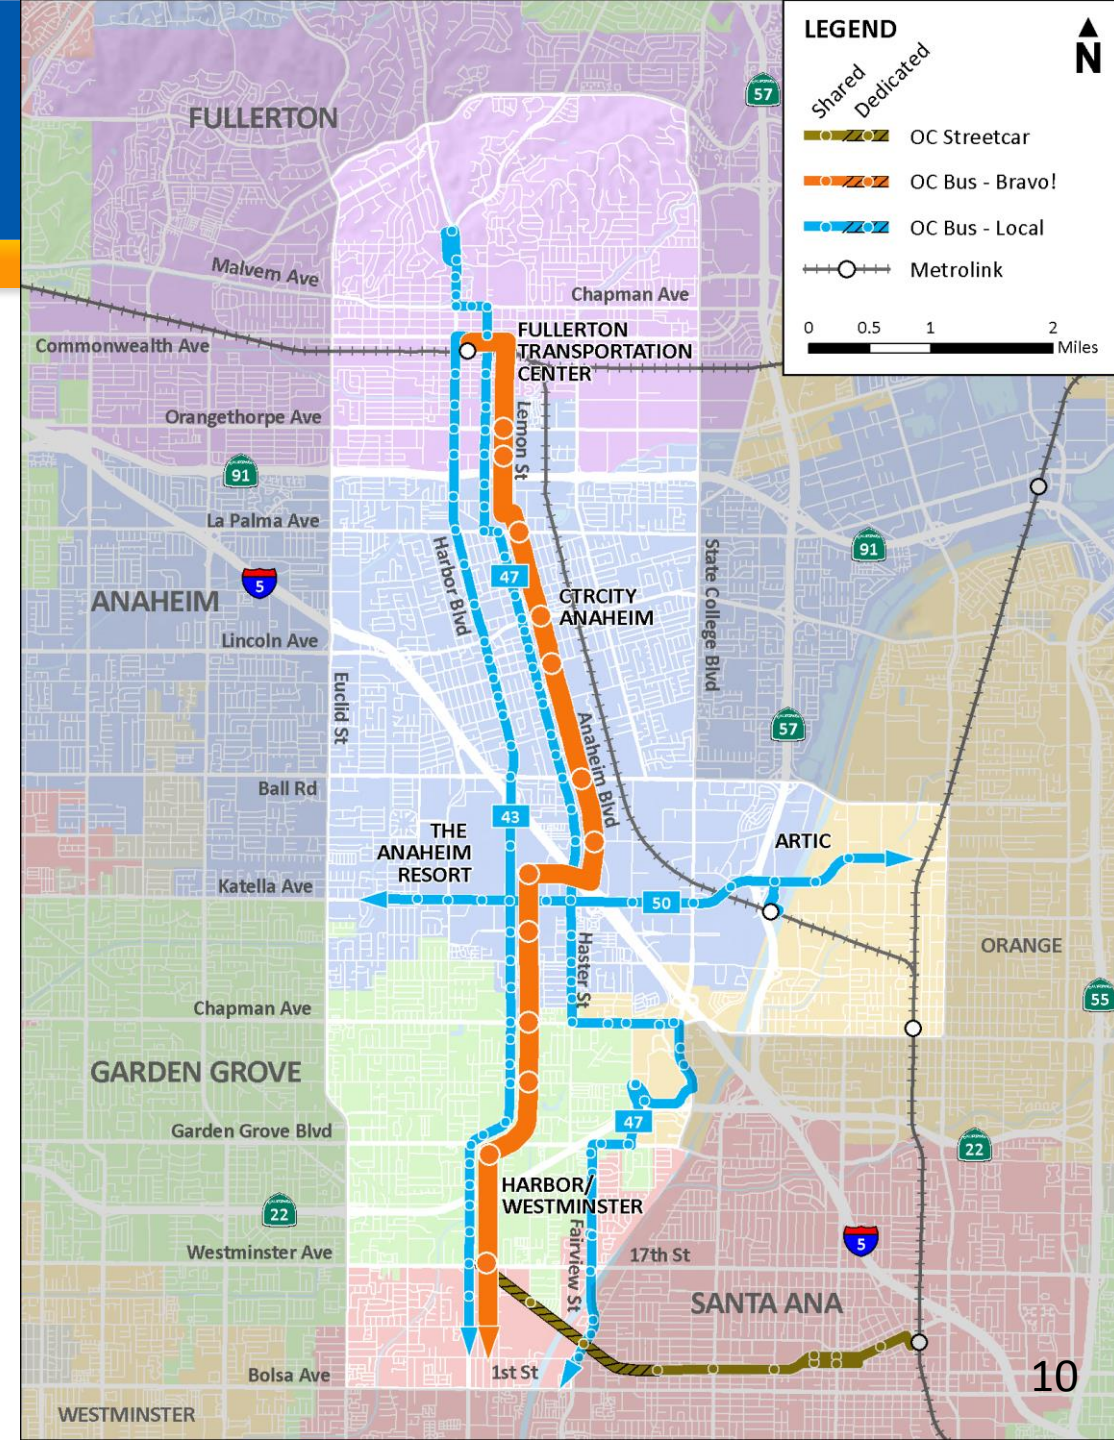 LEGEND
N
Shared
Dedicated
OC Streetcar
OC Bus - Bravo!
OC Bus - Local
Metrolink
0 0.5 1 2
Miles
57
FULLERTON
Malvern Ave
Chapman Ave
Commonwealth Ave
FULLERTON
TRANSPORTATION
CENTER
Orangethorpe Ave
Lemon St
91
La Palma Ave
Harbor Blvd
State College Blvd
91
5
47
ANAHEIM
CTRCITY
ANAHEIM
Lincoln Ave
Euclid St
57
Anaheim Blvd
Ball Rd
43
THE
ANAHEIM
RESORT
ARTIC
Katella Ave
50
Haster St
ORANGE
55
Chapman Ave
GARDEN GROVE
47
Garden Grove Blvd
22
HARBOR/
WESTMINSTER
22
Fairview St
Westminster Ave
17th St
5
SANTA ANA
Bolsa Ave
1st St
10
WESTMINSTER